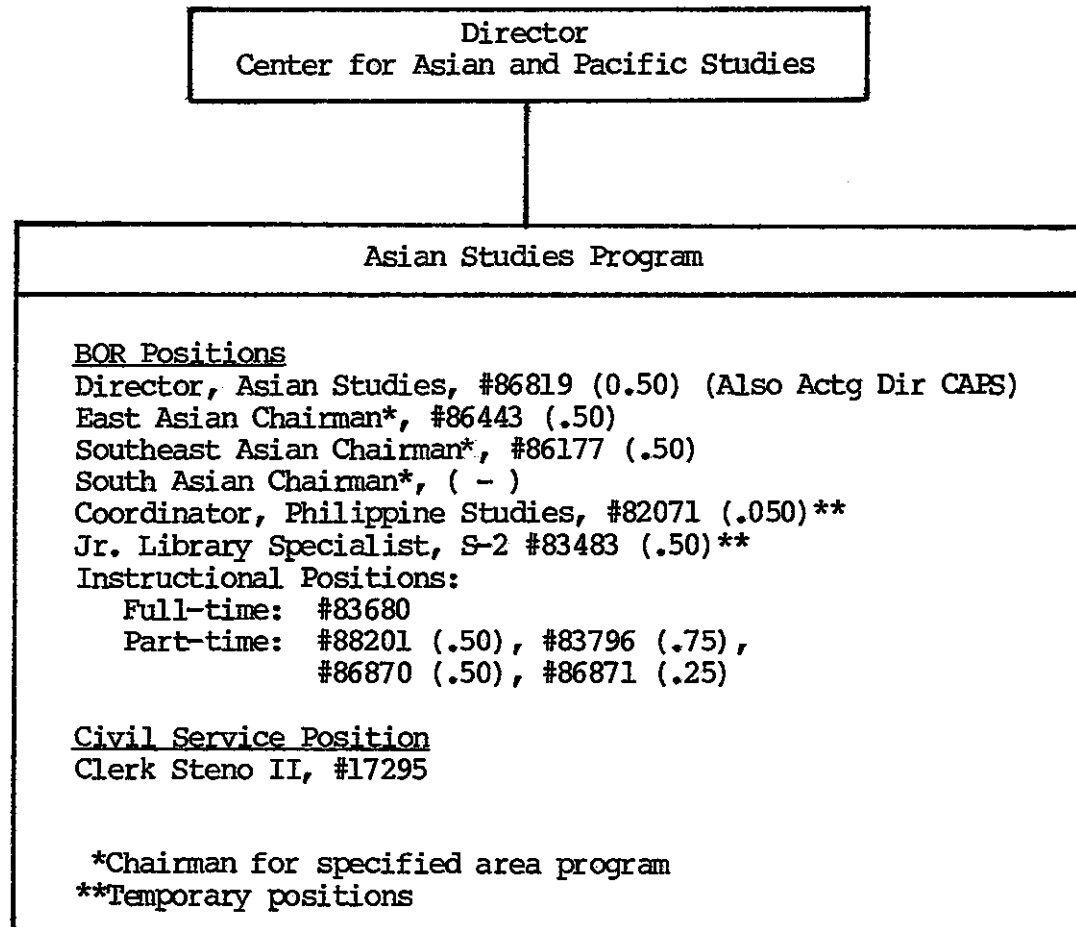 Director
Center for Asian and Pacific Studies
Asian Studies Program
BOR Positions
Director, Asian Studies, #86819 (0.50) (Also Actg Dir CAPS)
East Asian Chairman*, #86443 (.50)
Southeast Asian Chairman*, #86177 (.50)
South Asian Chairman*, ( - )
Coordinator, Philippine Studies, #82071 (.050)**
Jr. Library Specialist, S-2 #83483 (.50)**
Instructional Positions:
Full-time: #83680
Part-time: #88201 (.50), #83796 (.75),
#86870 (.50), #86871 (.25)
Civil Service Position
Clerk Steno II, #17295
*Chairman for specified area program
**Temporary positions